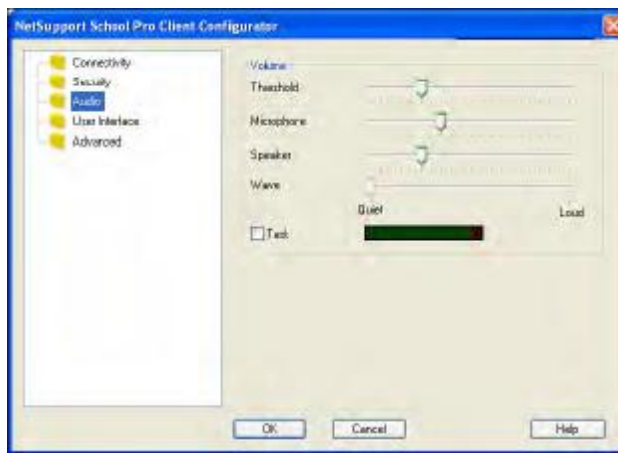 NetSupport School Pro Client Configurator
Connectivity
Security
Audio
User Interface
Advanced
Volume
Threshold
Microphone
Speaker
Wave
Quiet
Loud
Test
OK
Cancel
Help